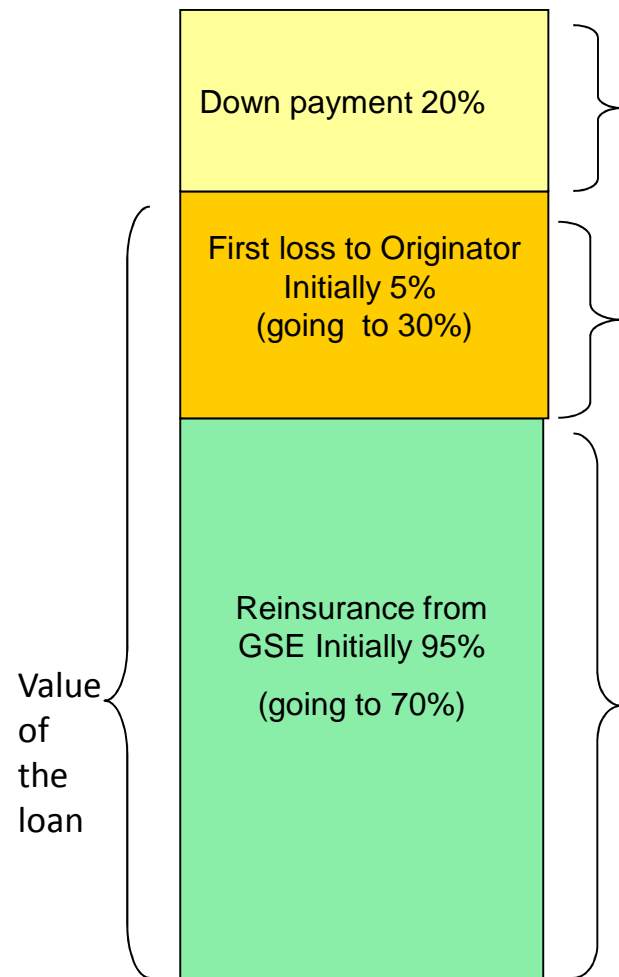 Down payment 20%
First loss to Originator
Initially 5%
(going to 30%)
Reinsurance from
GSE Initially 95%
(going to 70%)
Value
of
the
loan